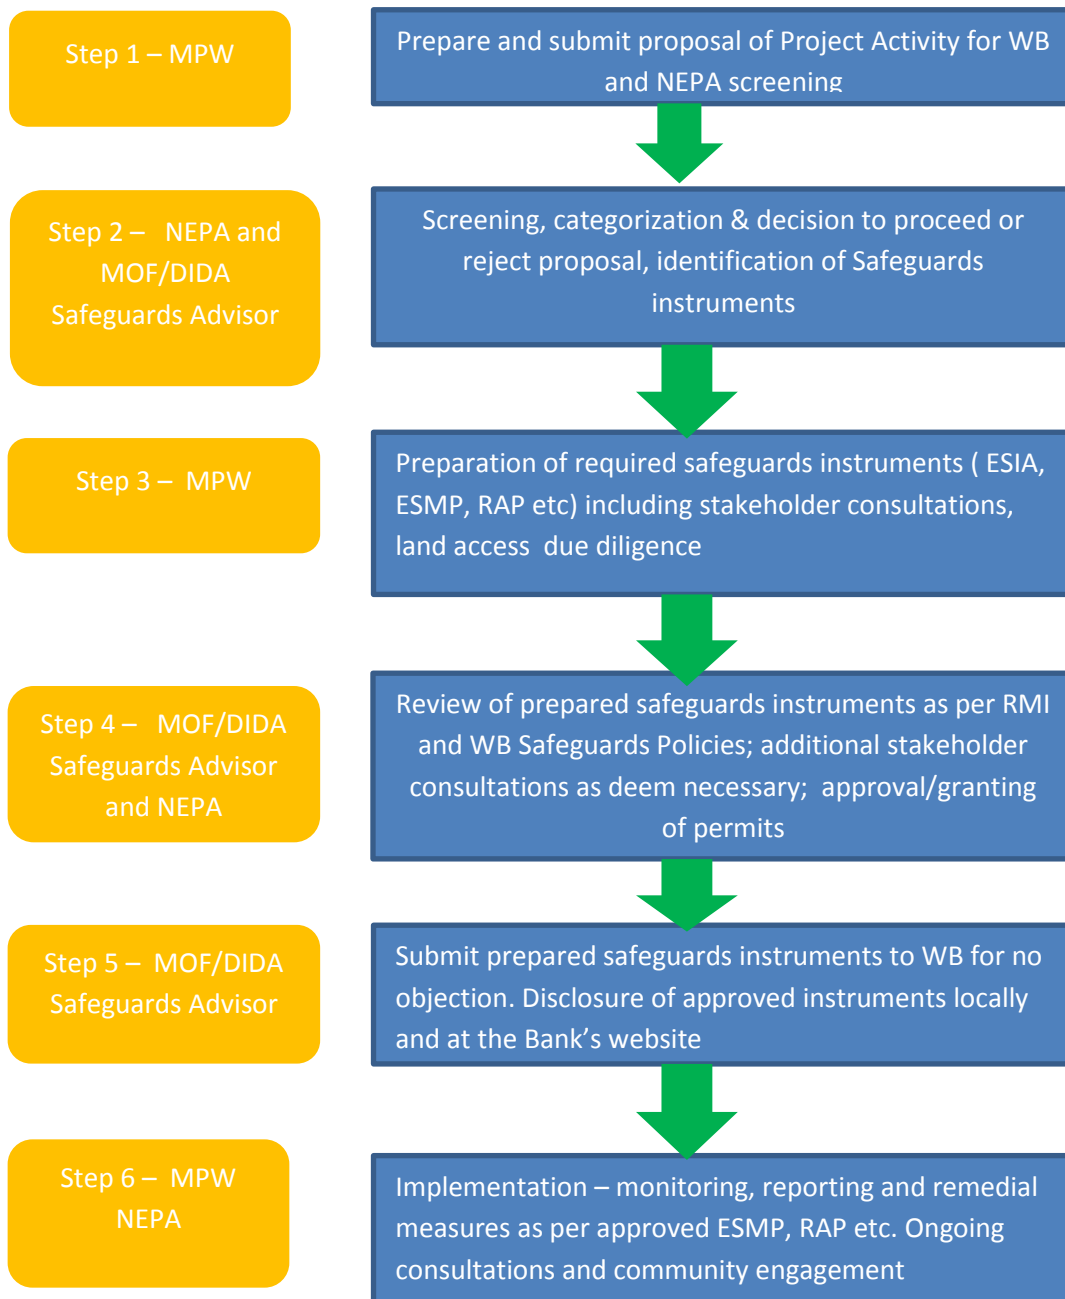 Step 1 – MPW
Prepare and submit proposal of Project Activity for WB
and NEPA screening
Step 2 – NEPA and
MOF/DIDA
Safeguards Advisor
Screening, categorization & decision to proceed or
reject proposal, identification of Safeguards
instruments
Step 3 – MPW
Preparation of required safeguards instruments ( ESIA,
ESMP, RAP etc) including stakeholder consultations,
land access due diligence
Step 4 – MOF/DIDA
Safeguards Advisor
and NEPA
Review of prepared safeguards instruments as per RMI
and WB Safeguards Policies; additional stakeholder
consultations as deem necessary; approval/granting
of permits
Step 5 – MOF/DIDA
Safeguards Advisor
Submit prepared safeguards instruments to WB for no
objection. Disclosure of approved instruments locally
and at the Bank’s website
Step 6 – MPW
NEPA
Implementation – monitoring, reporting and remedial
measures as per approved ESMP, RAP etc. Ongoing
consultations and community engagement